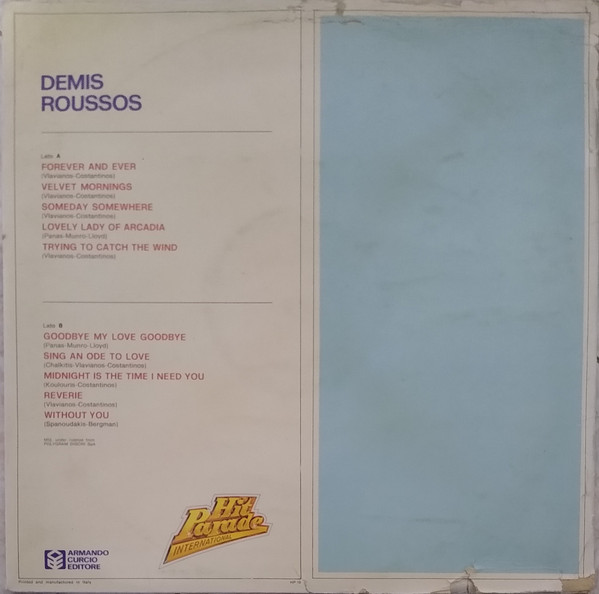 DEMIS
ROUSSOS
Lato A
FOREVER AND EVER
(Vlavianos-Costantinos)
VELVET MORNINGS
(Vlavianos-Costantinos)
SOMEDAY SOMEWHERE
(Vlavianos-Costantinos)
LOVELY LADY OF ARCADIA
(Panas-Munro-Lloyd)
TRYING TO CATCH THE WIND
(Vlavianos-Costantinos)
Lato B
GOODBYE MY LOVE GOODBYE
(Panas-Munro-Lloyd)
SING AN ODE TO LOVE
(Chalkitis-Vlavianos-Costantinos)
MIDNIGHT IS THE TIME I NEED YOU
(Koulouris-Costantinos)
REVERIE
(Vlavianos-Costantinos)
WITHOUT YOU
(Spanoudakis-Bergman)
Hit
Parade
INTERNATIONAL
ARMANDO
CURCIO
EDITORE
Printed and manufactured in Italy